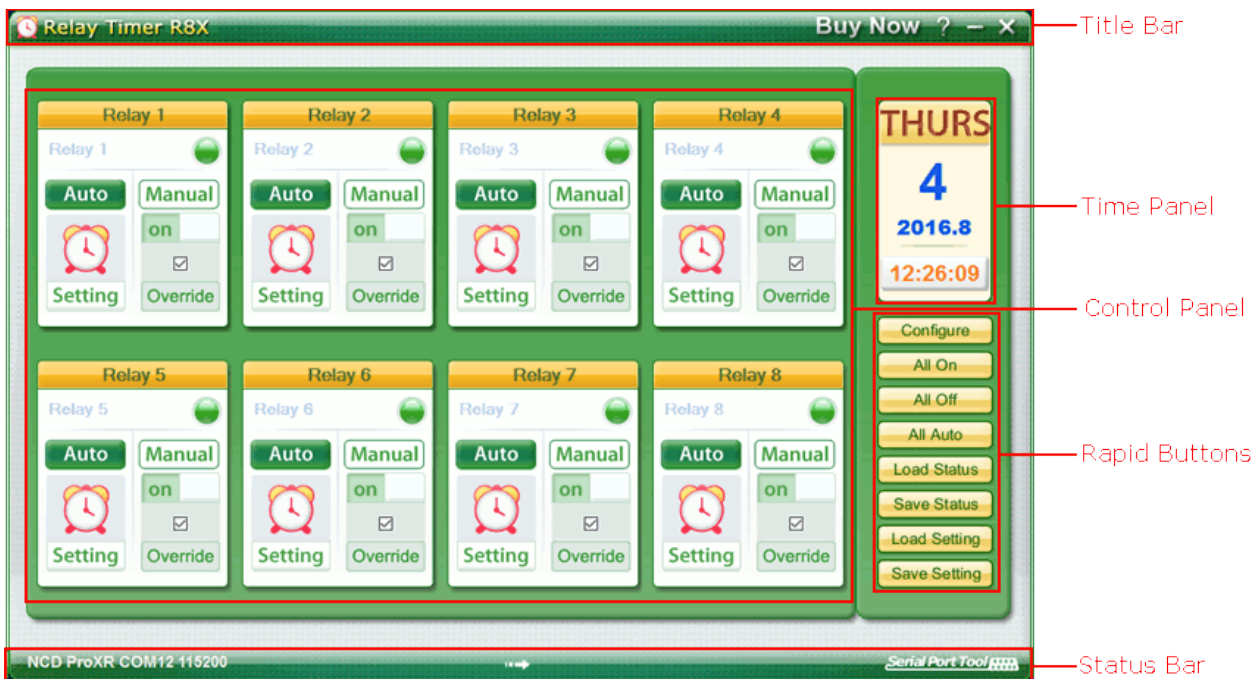 Relay Timer R8X
Buy Now ? – ×
Title Bar
Relay 1 Relay 2 Relay 3 Relay 4
Relay 1 Relay 2 Relay 3 Relay 4
Auto Manual Auto Manual Auto Manual Auto Manual
on on on on
Setting Override Setting Override Setting Override Setting Override
Relay 5 Relay 6 Relay 7 Relay 8
Relay 5 Relay 6 Relay 7 Relay 8
Auto Manual Auto Manual Auto Manual Auto Manual
on on on on
Setting Override Setting Override Setting Override Setting Override
Control Panel
THURS
4
2016.8
12:26:09
Time Panel
Configure
All On
All Off
All Auto
Load Status
Save Status
Load Setting
Save Setting
Rapid Buttons
NCD ProXR COM12 115200
Serial Port Tool
Status Bar